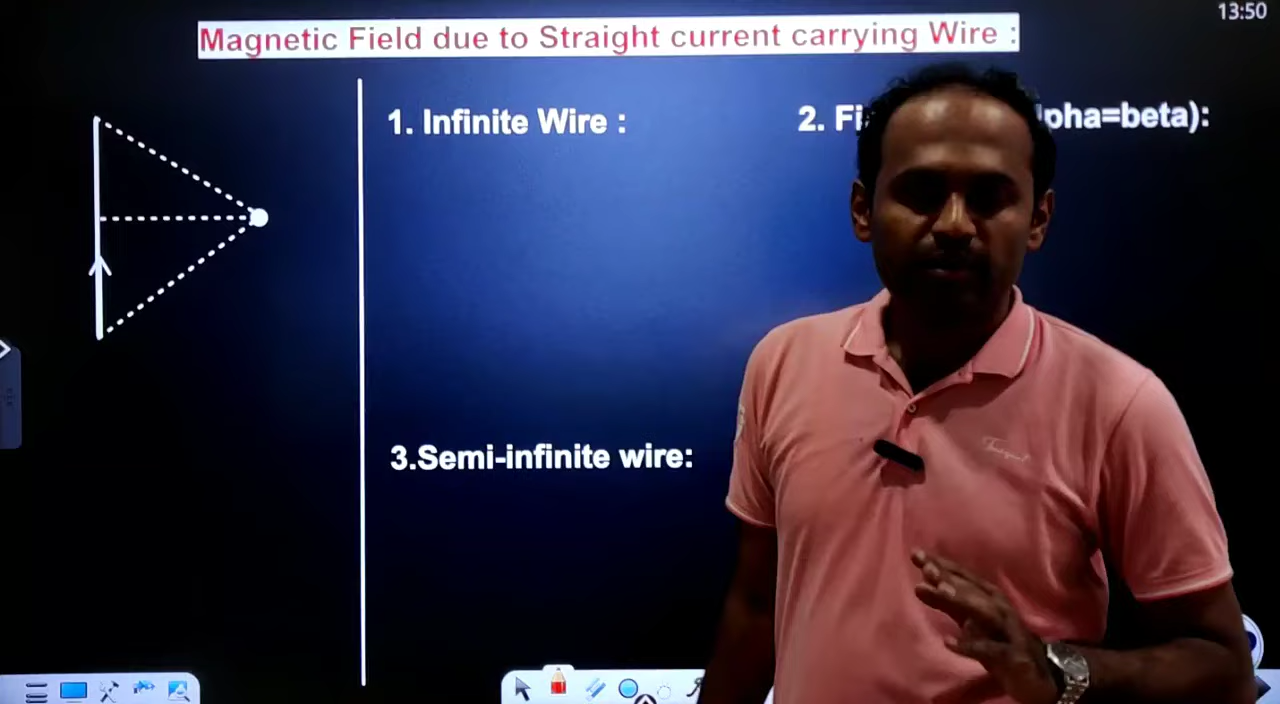 13:50
Magnetic Field due to Straight current carrying Wire :
1. Infinite Wire :
2. Fi pha=beta):
3.Semi-infinite wire: